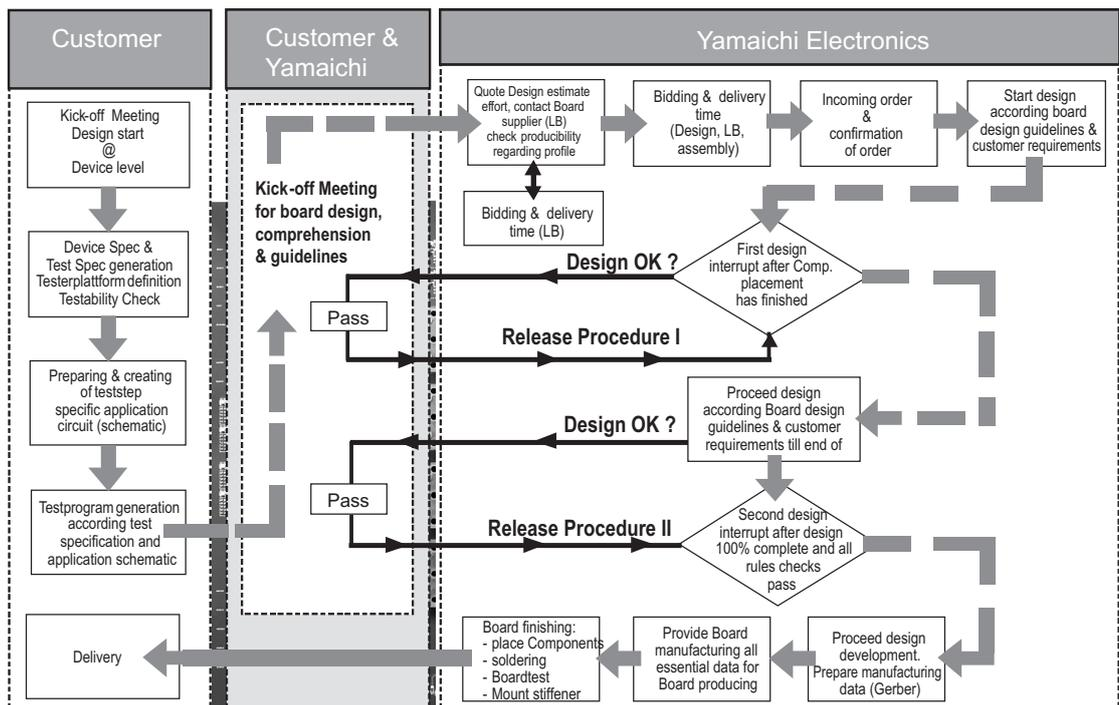 Customer
Customer &
Yamaichi
Yamaichi Electronics
Kick-off Meeting
Design start
@
Device level
Device Spec &
Test Spec generation
Testerplattform definition
Testability Check
Preparing & creating
of teststep
specific application
circuit (schematic)
Testprogram generation
according test
specification and
application schematic
Delivery
Kick-off Meeting
for board design,
comprehension
& guidelines
Quote Design estimate
effort, contact Board
supplier (LB)
check producibility
regarding profile
Bidding & delivery
time (LB)
Bidding & delivery
time
(Design, LB,
assembly)
Incoming order
&
confirmation
of order
Start design
according board
design guidelines &
customer requirements
First design
interrupt after Comp.
placement
has finished
Design OK ?
Pass
Release Procedure I
Proceed design
according Board design
guidelines & customer
requirements till end of
Design OK ?
Pass
Release Procedure II
Second design
interrupt after design
100% complete and all
rules checks
pass
Proceed design
development.
Prepare manufacturing
data (Gerber)
Provide Board
manufacturing all
essential data for
Board producing
Board finishing:
- place Components
- soldering
- Boardtest
- Mount stiffener